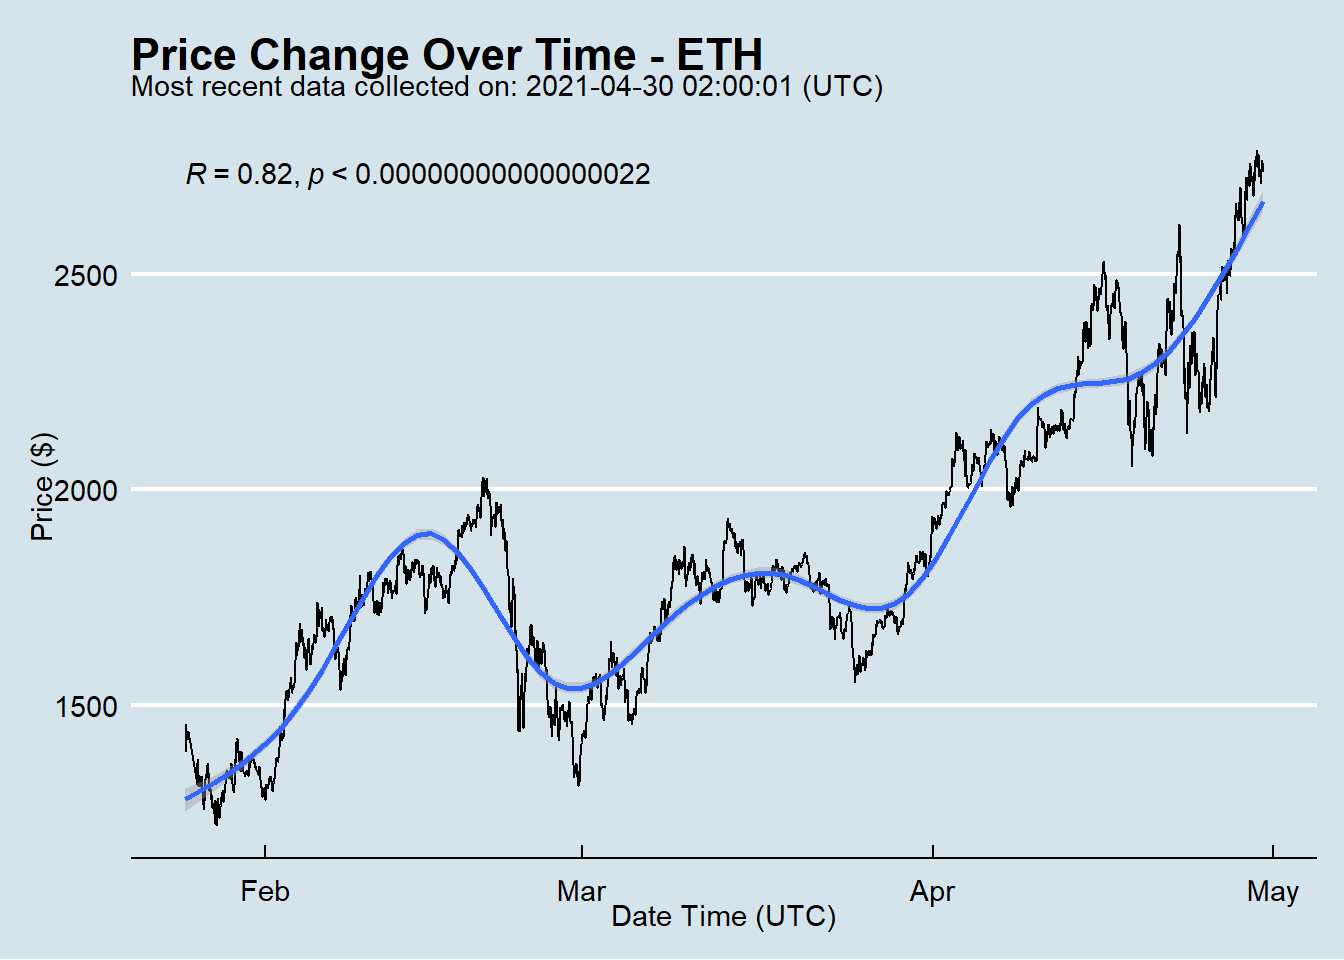 Price Change Over Time - ETH
Most recent data collected on: 2021-04-30 02:00:01 (UTC)
R = 0.82, p < 0.00000000000000022
2500
2000
1500
Price ($)
Feb
Mar
Apr
May
Date Time (UTC)